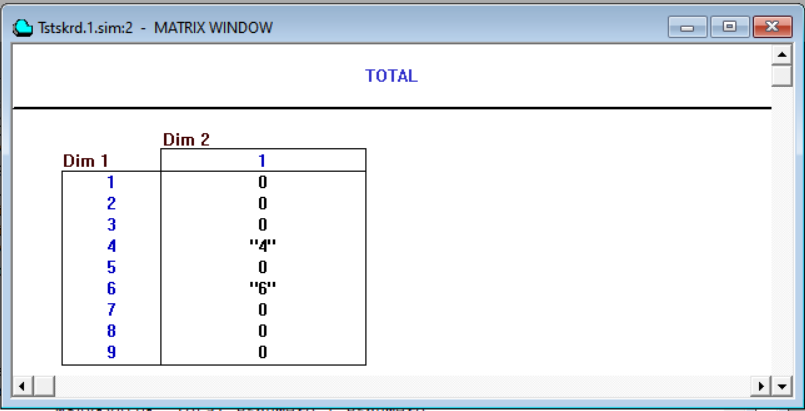 Tstskrd.1.sim:2 - MATRIX WINDOW
TOTAL
Dim 2
Dim 1 1
1 0
2 0
3 0
4 "4"
5 0
6 "6"
7 0
8 0
9 0